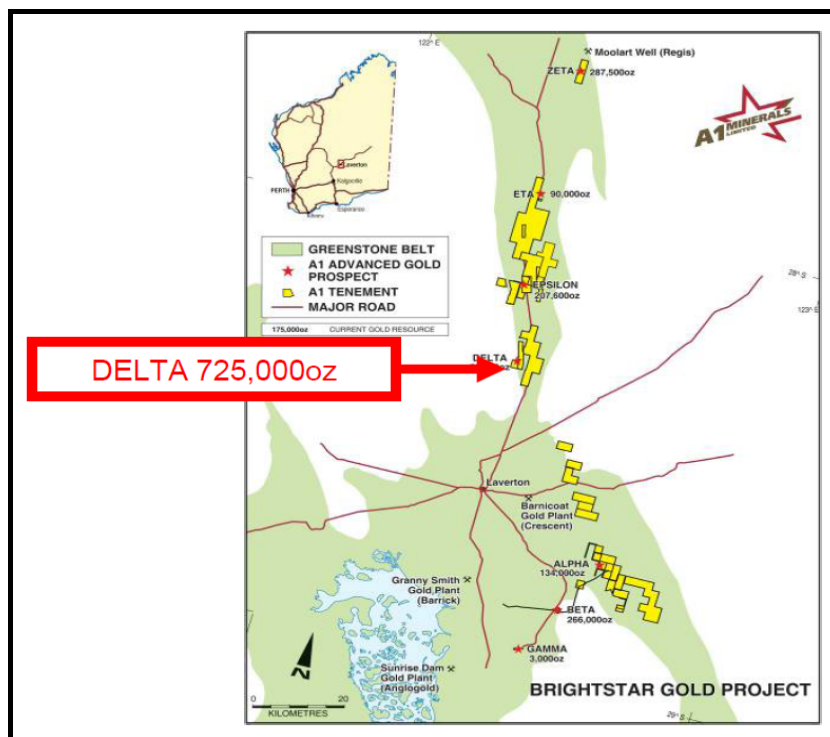 122° E
Moolart Well (Regis)
ZETA
287,500oz
A1 MINERALS
LIMITED
Laverton
Kalgoorlie
PERTH
Esperance
Albany
ETA
90,000oz
GREENSTONE BELT
A1 ADVANCED GOLD
PROSPECT
A1 TENEMENT
MAJOR ROAD
175,000oz CURRENT GOLD RESOURCE
EPSILON
207,600oz
28° S
123° E
DELTA 725,000oz
DELTA
Laverton
Barnicoat
Gold Plant
(Crescent)
ALPHA
134,000oz
Granny Smith
Gold Plant
(Barrick)
BETA
266,000oz
GAMMA
3,000oz
Sunrise Dam
Gold Plant
(Anglogold)
N
0 20
KILOMETRES
BRIGHTSTAR GOLD PROJECT
29° S